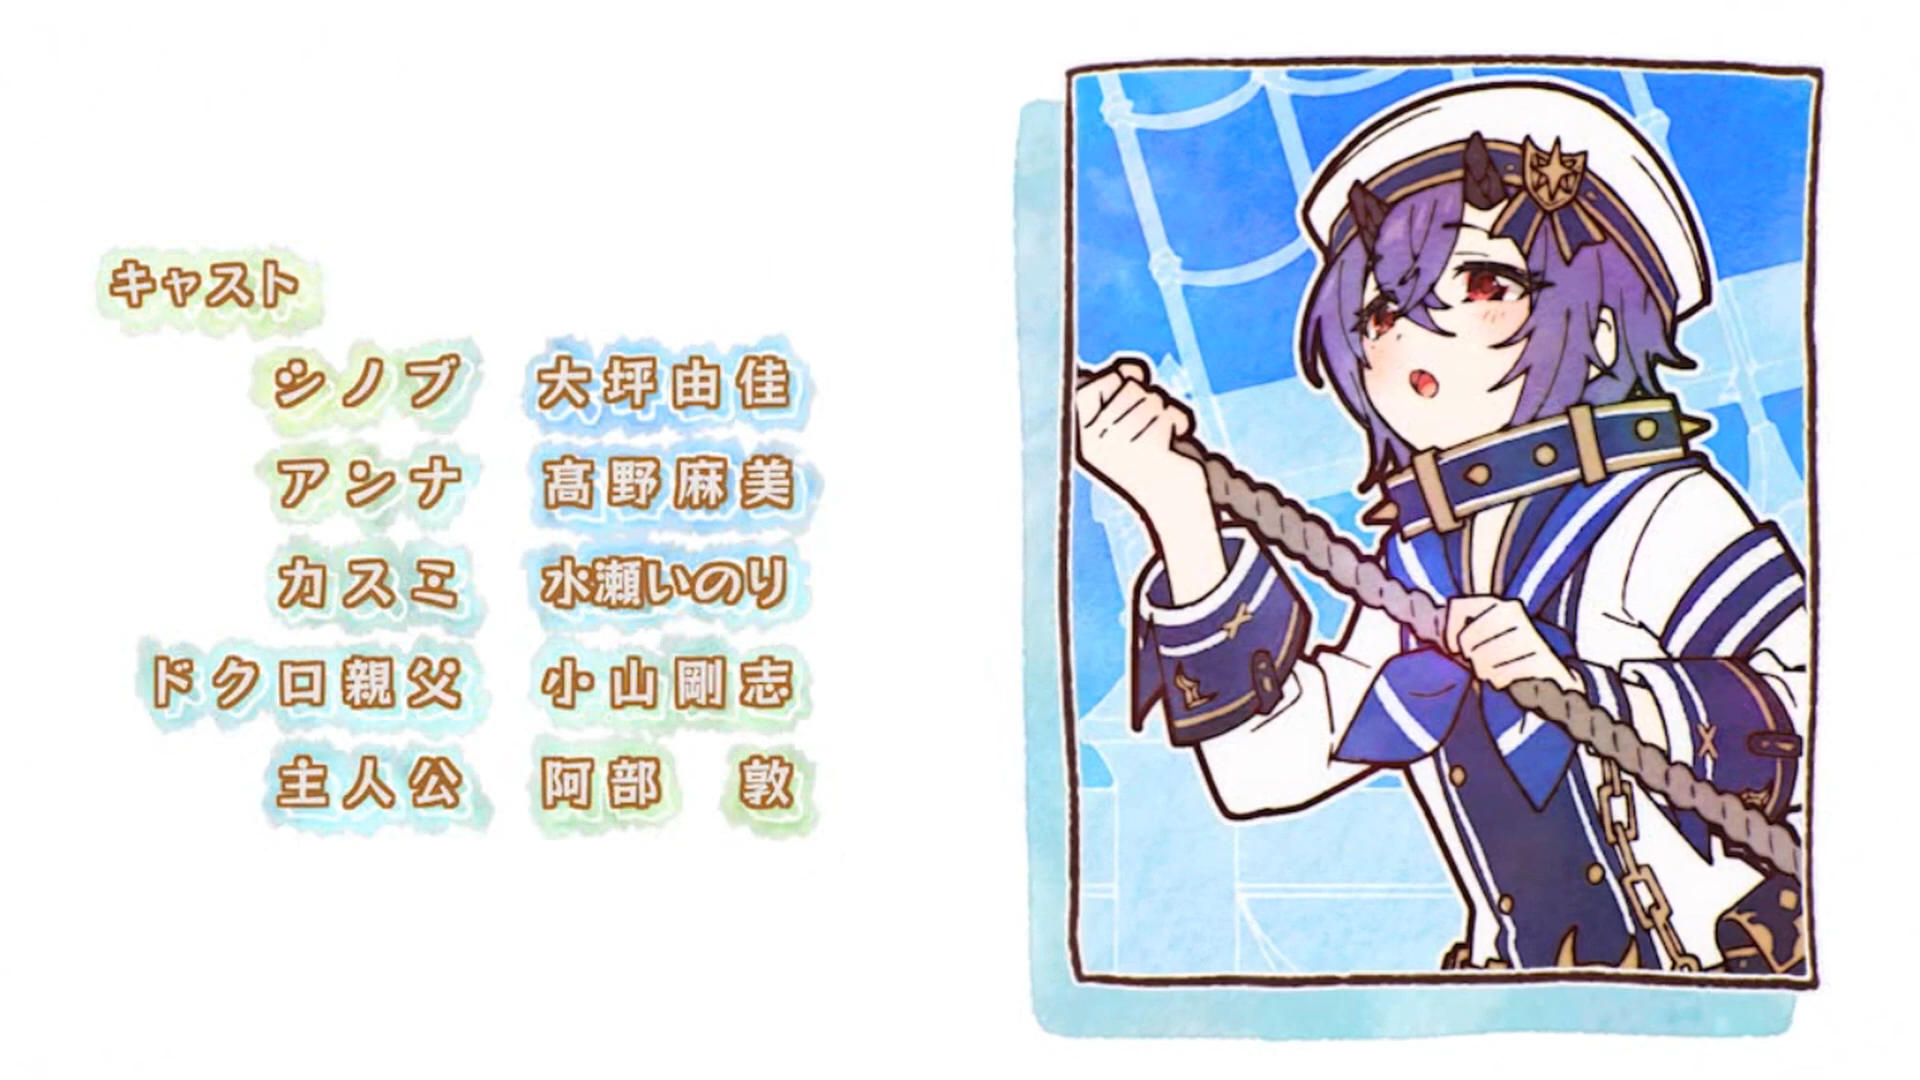 キャスト
シノブ 大坪由佳
アンナ 髙野麻美
カスミ 水瀬いのり
ドクロ親父 小山剛志
主人公 阿部 敦